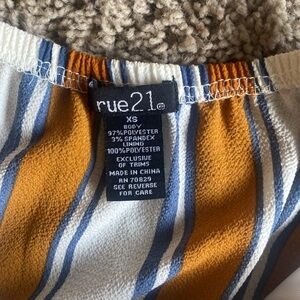 rue21
XS
BODY
97%POLYESTER
3% SPANDEX
LINING
100%POLYESTER
EXCLUSIVE
OF TRIMS
MADE IN CHINA
RN 70829
SEE REVERSE
FOR CARE